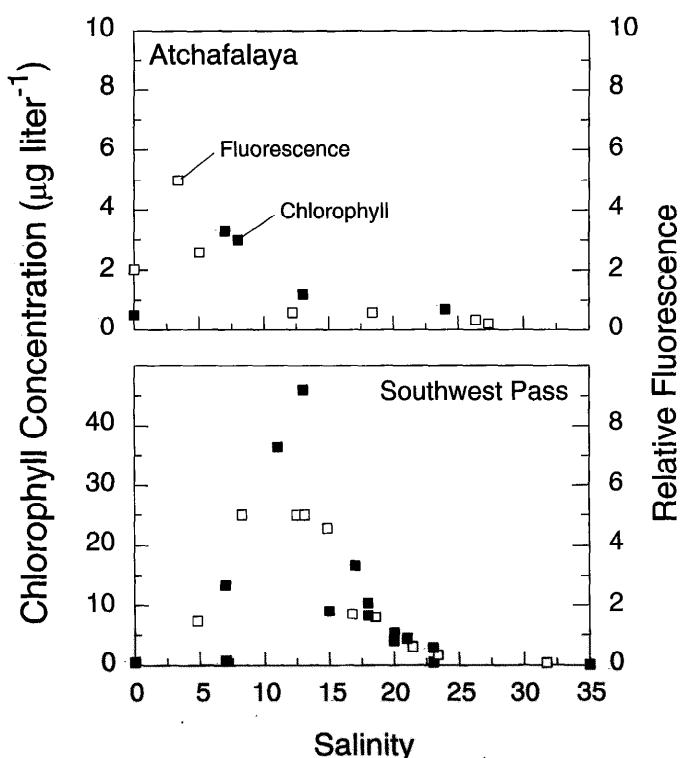 Chlorophyll Concentration (μg liter⁻¹)
10
8
6
4
2
0
Atchafalaya
Fluorescence
Chlorophyll
10
8
6
4
2
0
40
30
20
10
0
Southwest Pass
8
6
4
2
0
Relative Fluorescence
0 5 10 15 20 25 30 35
Salinity